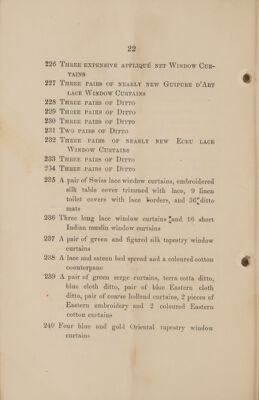 22
226 Three expensive appliqué net Window Cur-
tains
227 Three pairs of nearly new Guipure d'Art
lace Window Curtains
228 Three pairs of Ditto
229 Three pairs of Ditto
230 Three pairs of Ditto
231 Two pairs of Ditto
232 Three pairs of nearly new Ecru lace
Window Curtains
233 Three pairs of Ditto
234 Three pairs of Ditto
235 A pair of Swiss lace window curtains, embroidered
silk table cover trimmed with lace, 9 linen
toilet covers with lace borders, and 36 ditto
mats
236 Three long lace window curtains and 16 short
Indian muslin window curtains
237 A pair of green and figured silk tapestry window
curtains
238 A lace and sateen bed spread and a coloured cotton
counterpane
239 A pair of green serge curtains, terra cotta ditto,
blue cloth ditto, pair of blue Eastern cloth
ditto, pair of coarse holland curtains, 2 pieces of
Eastern embroidery and 2 coloured Eastern
cotton curtains
240 Four blue and gold Oriental tapestry window
curtains